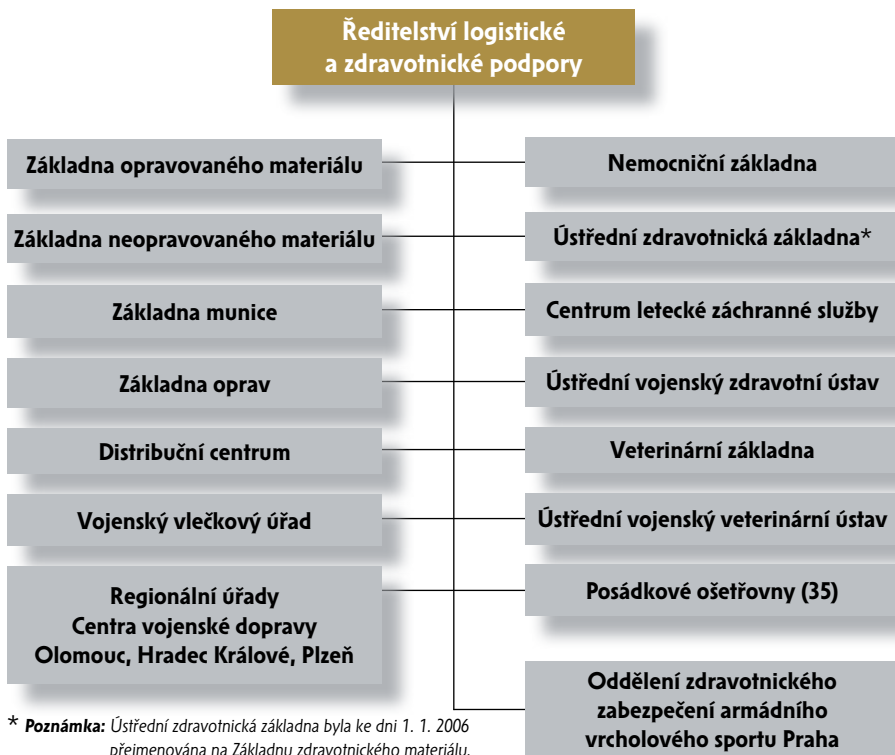 Ředitelství logistické
a zdravotnické podpory
Základna opravovaného materiálu
Základna neopravovaného materiálu
Základna munice
Základna oprav
Distribuční centrum
Vojenský vlečkový úřad
Regionální úřady
Centra vojenské dopravy
Olomouc, Hradec Králové, Plzeň
Nemocniční základna
Ústřední zdravotnická základna*
Centrum letecké záchranné služby
Ústřední vojenský zdravotní ústav
Veterinární základna
Ústřední vojenský veterinární ústav
Posádkové ošetřovny (35)
Oddělení zdravotnického
zabezpečení armádního
vrcholového sportu Praha
* Poznámka: Ústřední zdravotnická základna byla ke dni 1. 1. 2006
přejmenována na Základnu zdravotnického materiálu.